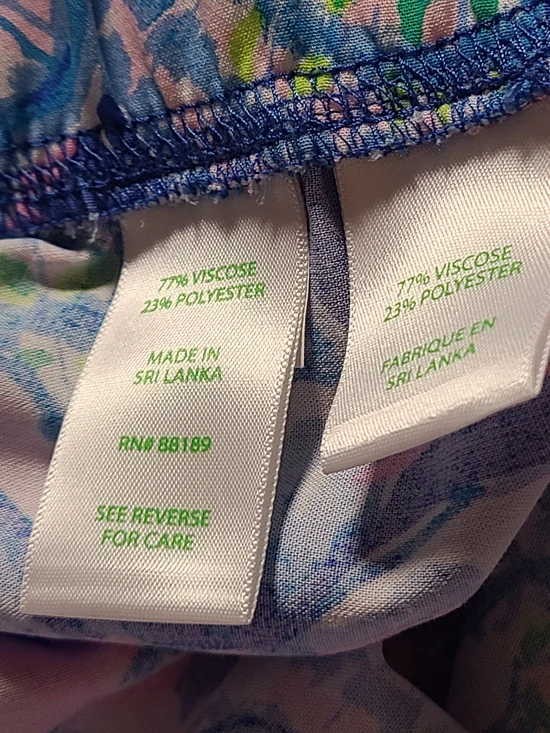 77% VISCOSE
23% POLYESTER
MADE IN
SRI LANKA
RN# 88189
SEE REVERSE
FOR CARE
77% VISCOSE
23% POLYESTER
FABRIQUE EN
SRI LANKA